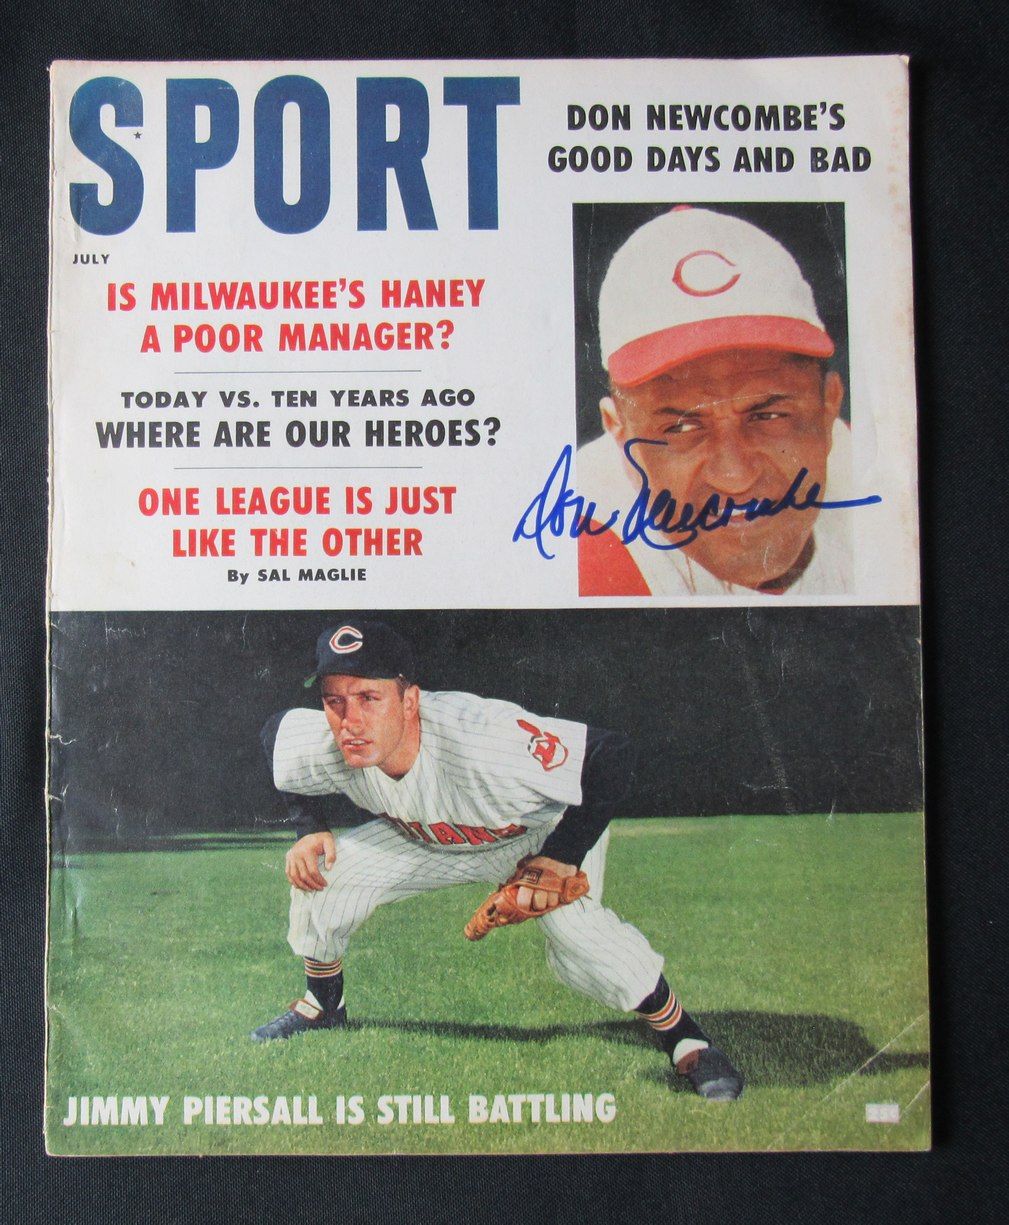 SPORT
JULY
DON NEWCOMBE'S
GOOD DAYS AND BAD
IS MILWAUKEE'S HANEY
A POOR MANAGER?
TODAY VS. TEN YEARS AGO
WHERE ARE OUR HEROES?
ONE LEAGUE IS JUST
LIKE THE OTHER
By SAL MAGLIE
C
Don Newcombe
C
DIANS
JIMMY PIERSALL IS STILL BATTLING